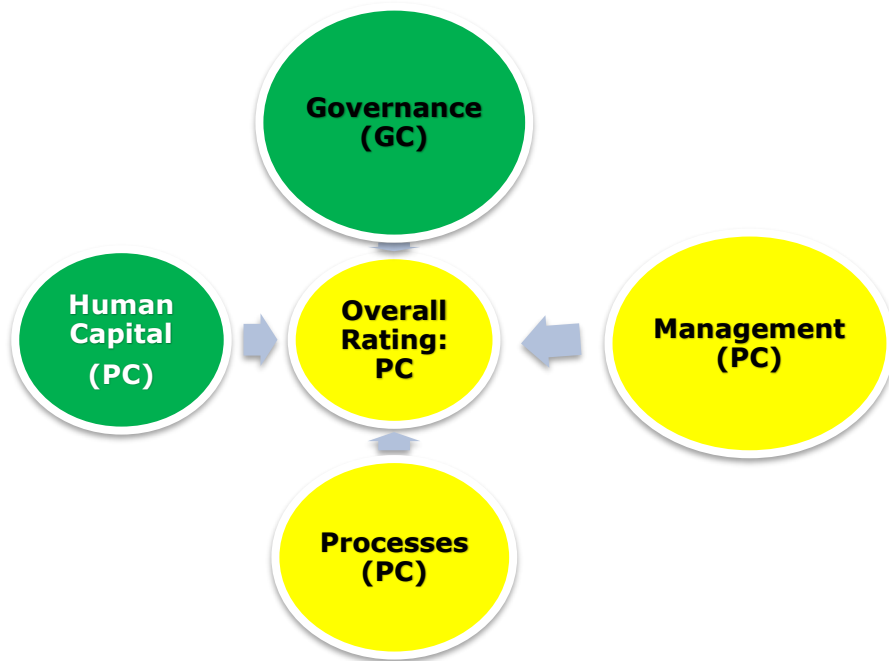 Governance
(GC)
Human
Capital
(PC)
Overall
Rating:
PC
Management
(PC)
Processes
(PC)